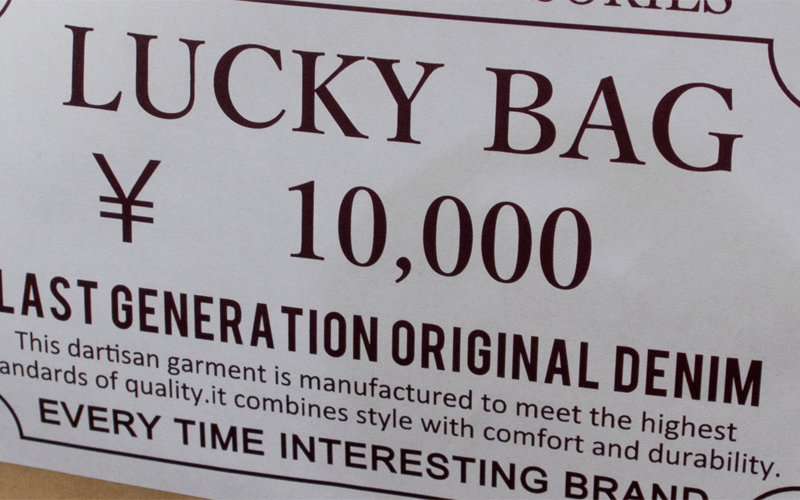 LUCKY BAG
¥ 10,000
LAST GENERATION ORIGINAL DENIM
This dartisan garment is manufactured to meet the highest
andards of quality.it combines style with comfort and durability.
EVERY TIME INTERESTING BRAND